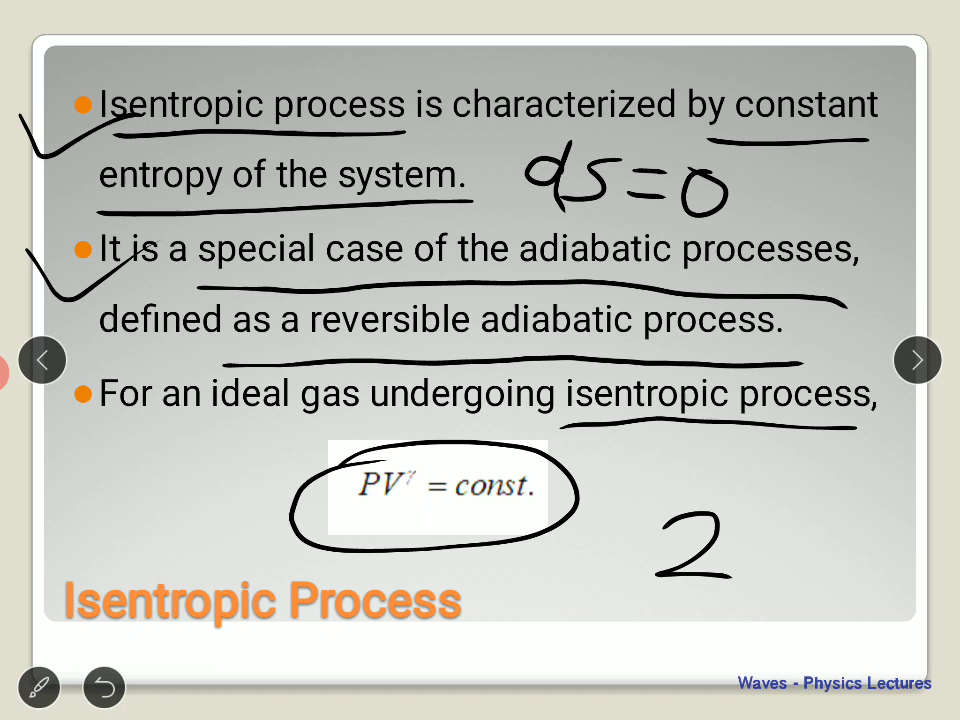 Isentropic process is characterized by constant
entropy of the system.
ds=0
It is a special case of the adiabatic processes,
defined as a reversible adiabatic process.
For an ideal gas undergoing isentropic process,
PV^γ = const.
2
Isentropic Process
Waves - Physics Lectures